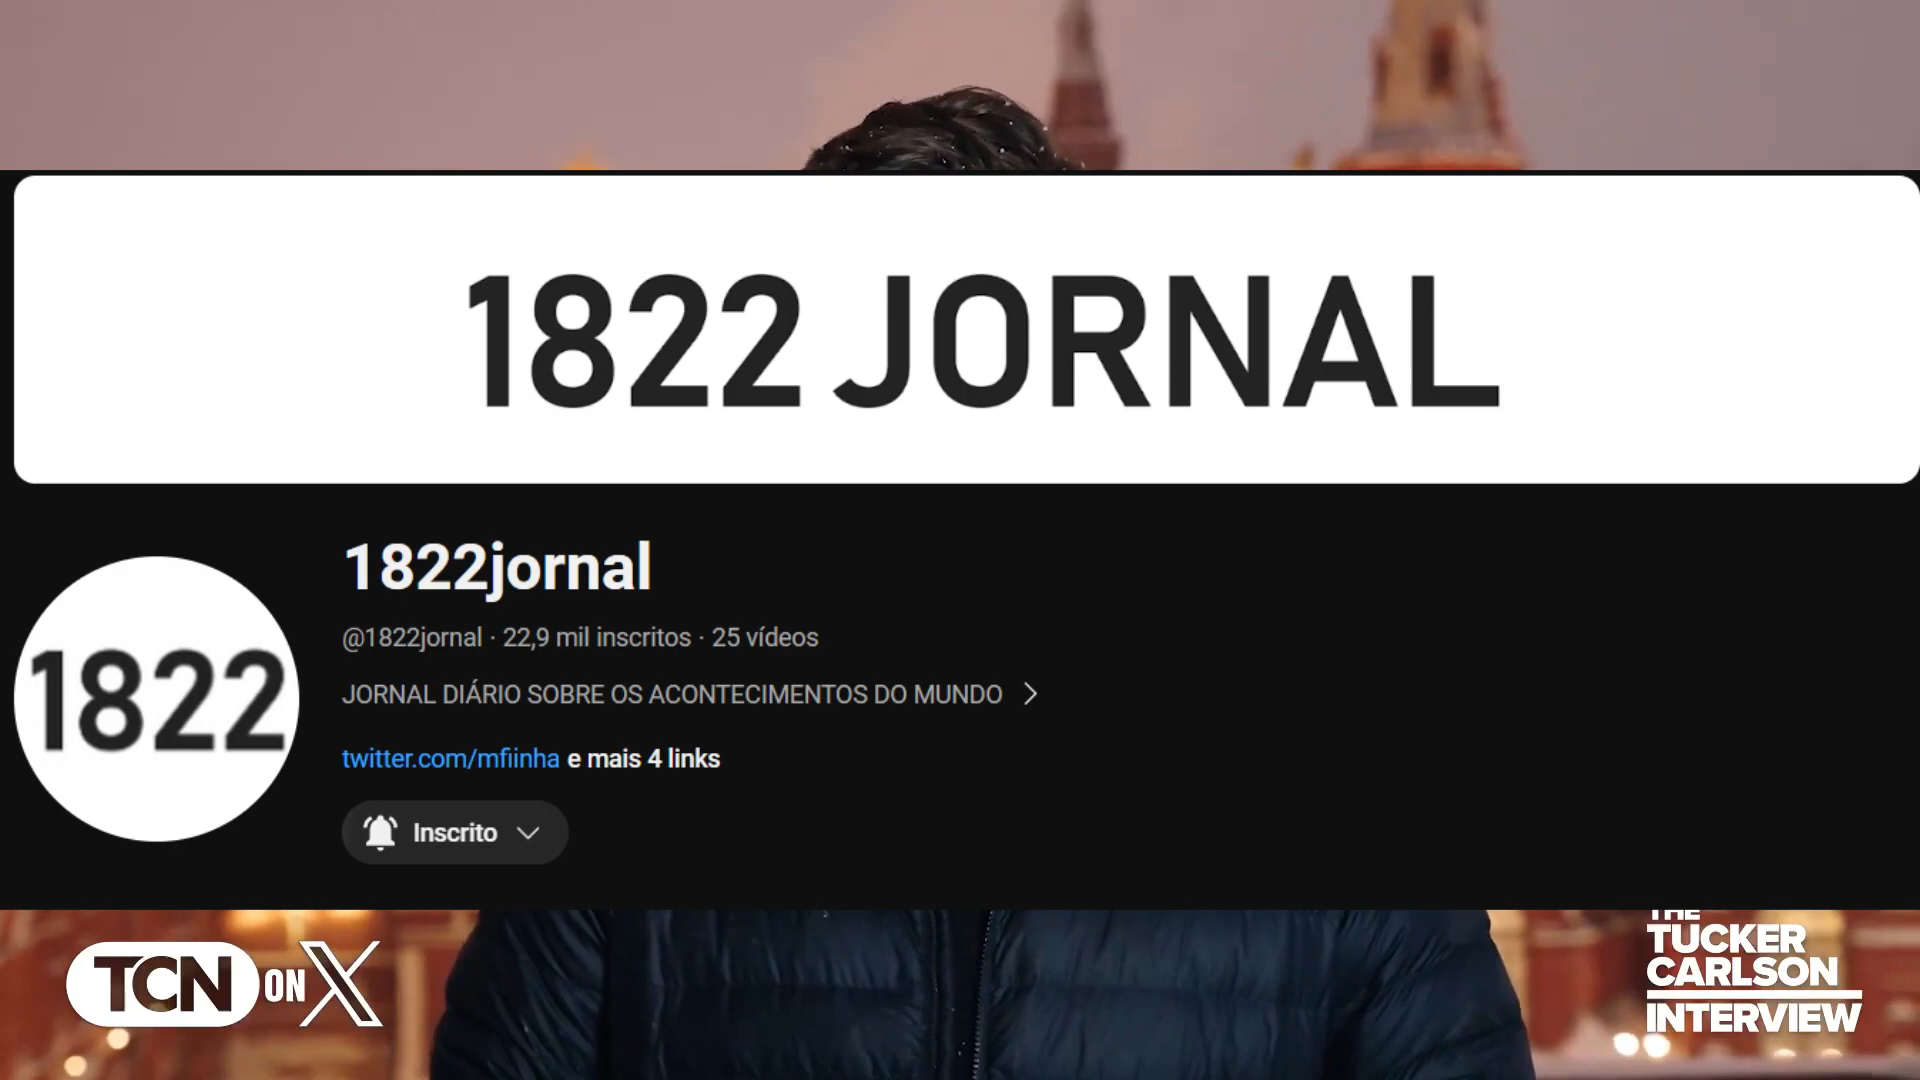 1822 JORNAL
1822
1822jornal
@1822jornal · 22,9 mil inscritos · 25 vídeos
JORNAL DIÁRIO SOBRE OS ACONTECIMENTOS DO MUNDO
twitter.com/mfiinha e mais 4 links
Inscrito
TCN ON X
THE
TUCKER
CARLSON
INTERVIEW